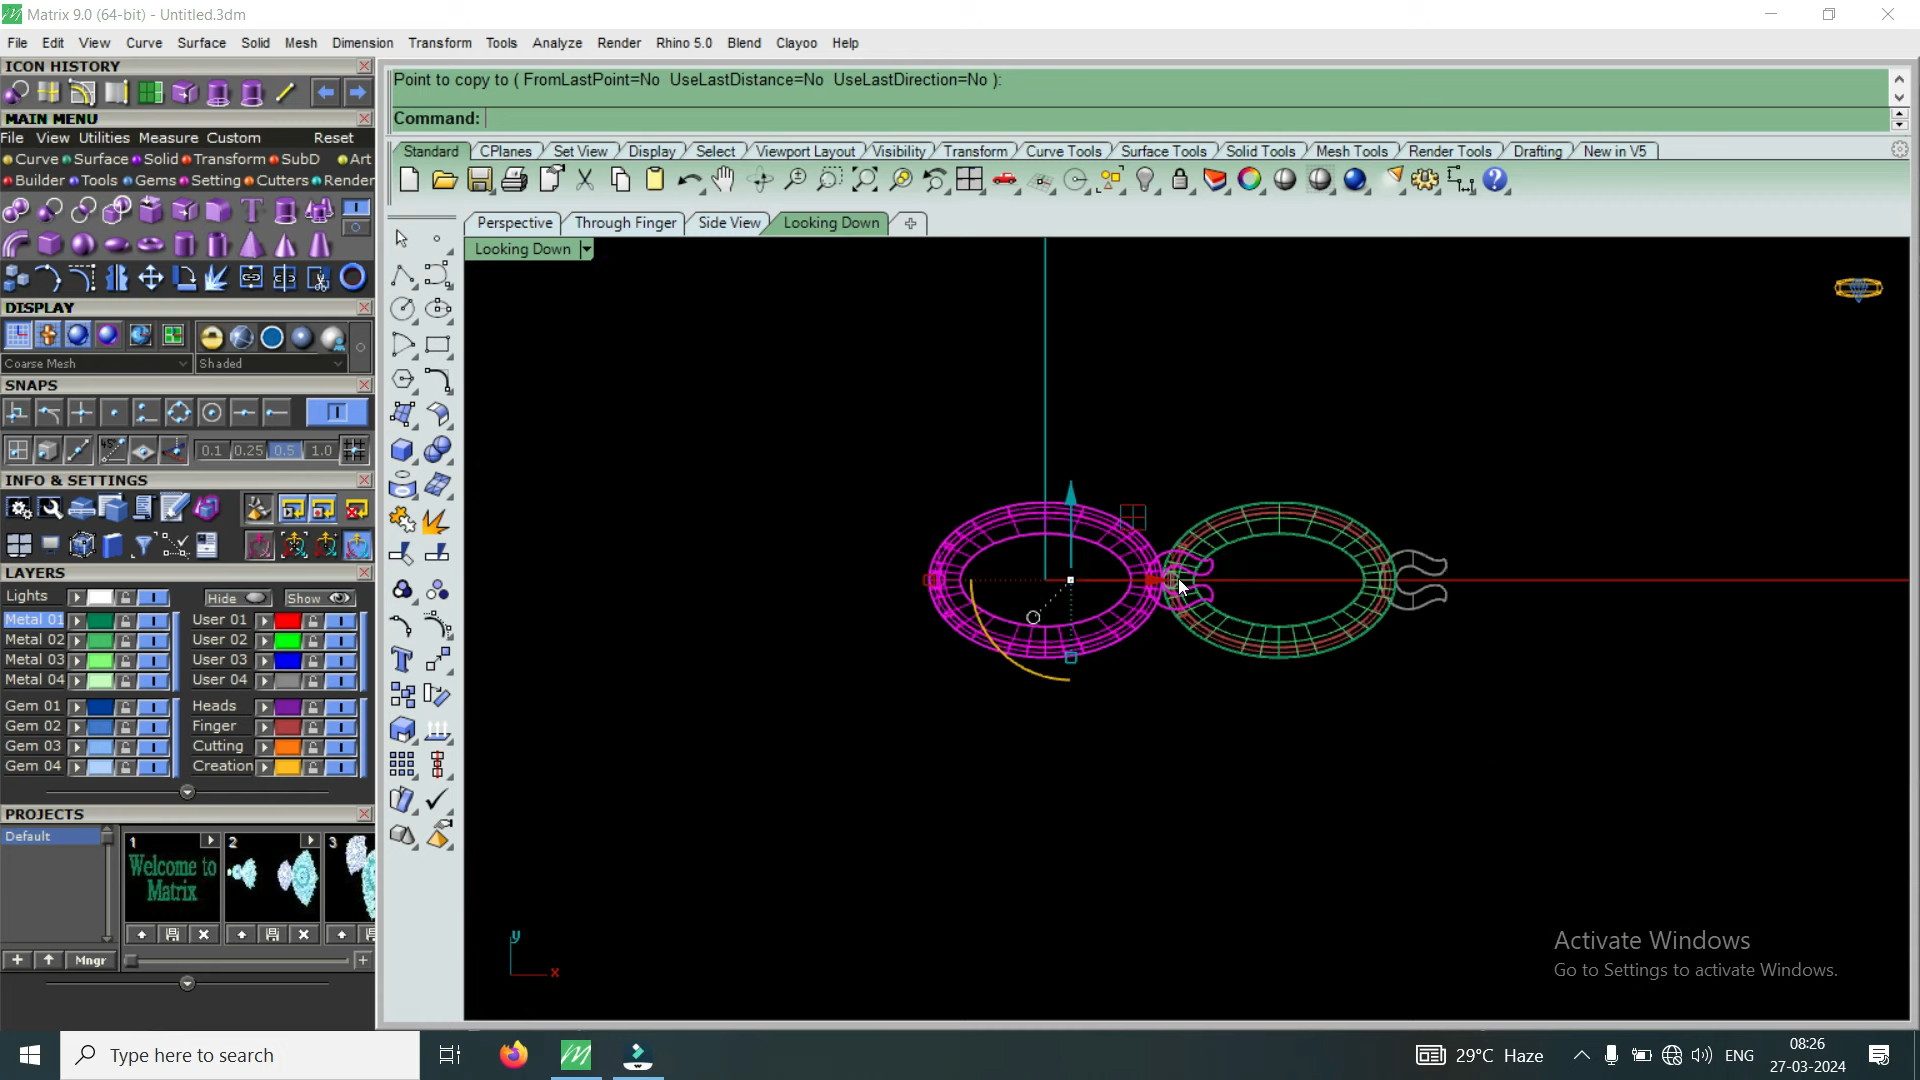 Matrix 9.0 (64-bit) - Untitled.3dm
File Edit View Curve Surface Solid Mesh Dimension Transform Tools Analyze Render Rhino 5.0 Blend Clayoo Help
ICON HISTORY
Point to copy to ( FromLastPoint=No UseLastDistance=No UseLastDirection=No ):
Command:
MAIN MENU
File View Utilities Measure Custom Reset
Curve Surface Solid Transform SubD Art
Builder Tools Gems Setting Cutters Render
Standard CPlanes Set View Display Select Viewport Layout Visibility Transform Curve Tools Surface Tools Solid Tools Mesh Tools Render Tools Drafting New in V5
Perspective Through Finger Side View Looking Down
Looking Down
DISPLAY
Coarse Mesh Shaded
SNAPS
0.1 0.25 0.5 1.0
INFO & SETTINGS
LAYERS
Lights Hide Show
Metal 01 User 01
Metal 02 User 02
Metal 03 User 03
Metal 04 User 04
Gem 01 Heads
Gem 02 Finger
Gem 03 Cutting
Gem 04 Creation
PROJECTS
Default
1 2 3
Welcome to
Matrix
Mngr
y
x
Activate Windows
Go to Settings to activate Windows.
Type here to search
29°C Haze
ENG
08:26
27-03-2024